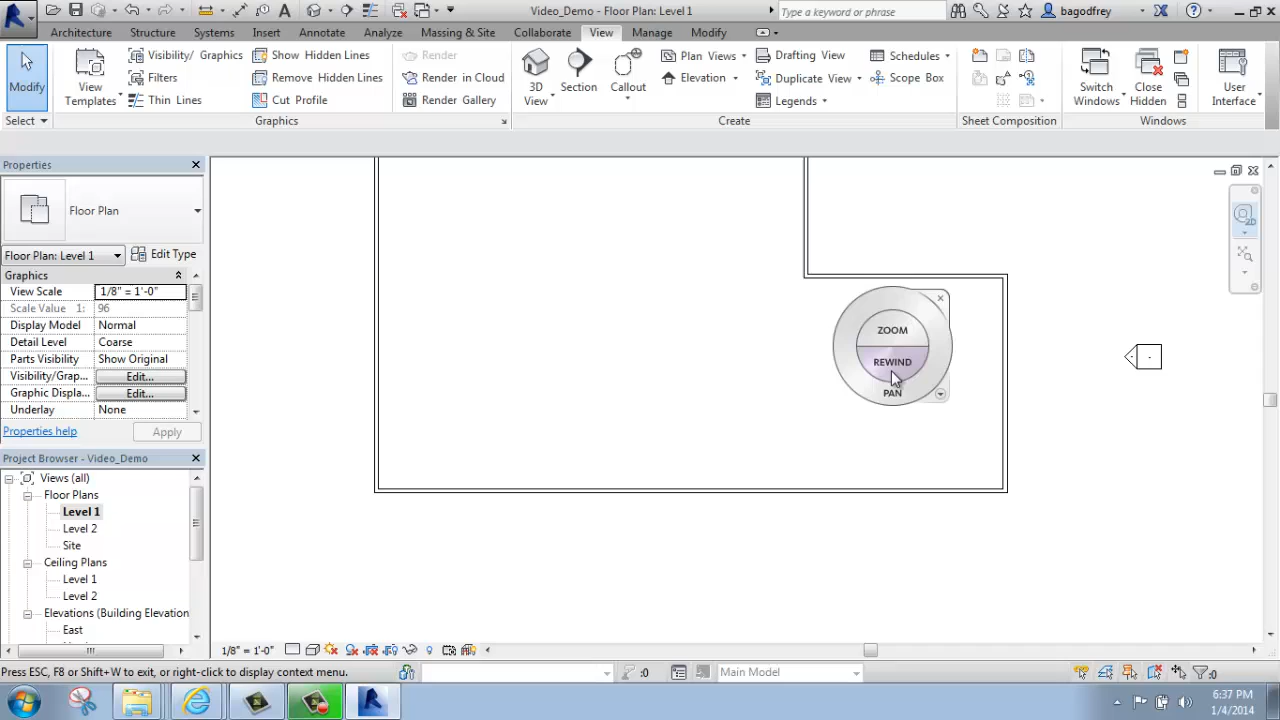 Video_Demo - Floor Plan: Level 1
Type a keyword or phrase
bagodfrey
Architecture Structure Systems Insert Annotate Analyze Massing & Site Collaborate View Manage Modify
Modify
Select
View Templates
Visibility/ Graphics
Filters
Thin Lines
Show Hidden Lines
Remove Hidden Lines
Cut Profile
Render
Render in Cloud
Render Gallery
Graphics
3D View
Section
Callout
Plan Views
Elevation
Drafting View
Duplicate View
Legends
Schedules
Scope Box
Create
Sheet Composition
Switch Windows
Close Hidden
User Interface
Windows
Properties
Floor Plan
Floor Plan: Level 1
Edit Type
Graphics
View Scale 1/8" = 1'-0"
Scale Value 1: 96
Display Model Normal
Detail Level Coarse
Parts Visibility Show Original
Visibility/Grap... Edit...
Graphic Displa... Edit...
Underlay None
Properties help
Apply
Project Browser - Video_Demo
Views (all)
Floor Plans
Level 1
Level 2
Site
Ceiling Plans
Level 1
Level 2
Elevations (Building Elevation
East
ZOOM
REWIND
PAN
2D
1/8" = 1'-0"
Press ESC, F8 or Shift+W to exit, or right-click to display context menu.
:0
Main Model
:0
6:37 PM
1/4/2014